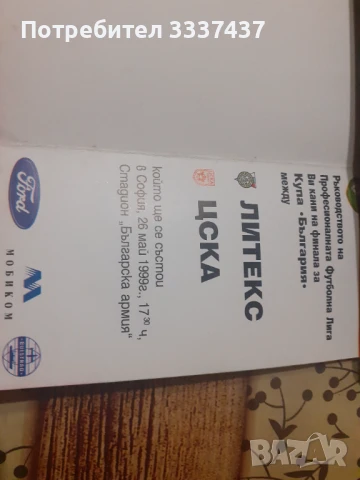 Потребител 3337437
Ръководството на
Професионалната Футболна Лига
Ви кани на финала за
Купа •България•
между
ЛИТЕКС
ЦСКА
който ще се състои
в София, 26 май 1999г., 17³⁰ ч,
Стадион „Българска армия"
Ford
МОБИКОМ
BAZAR